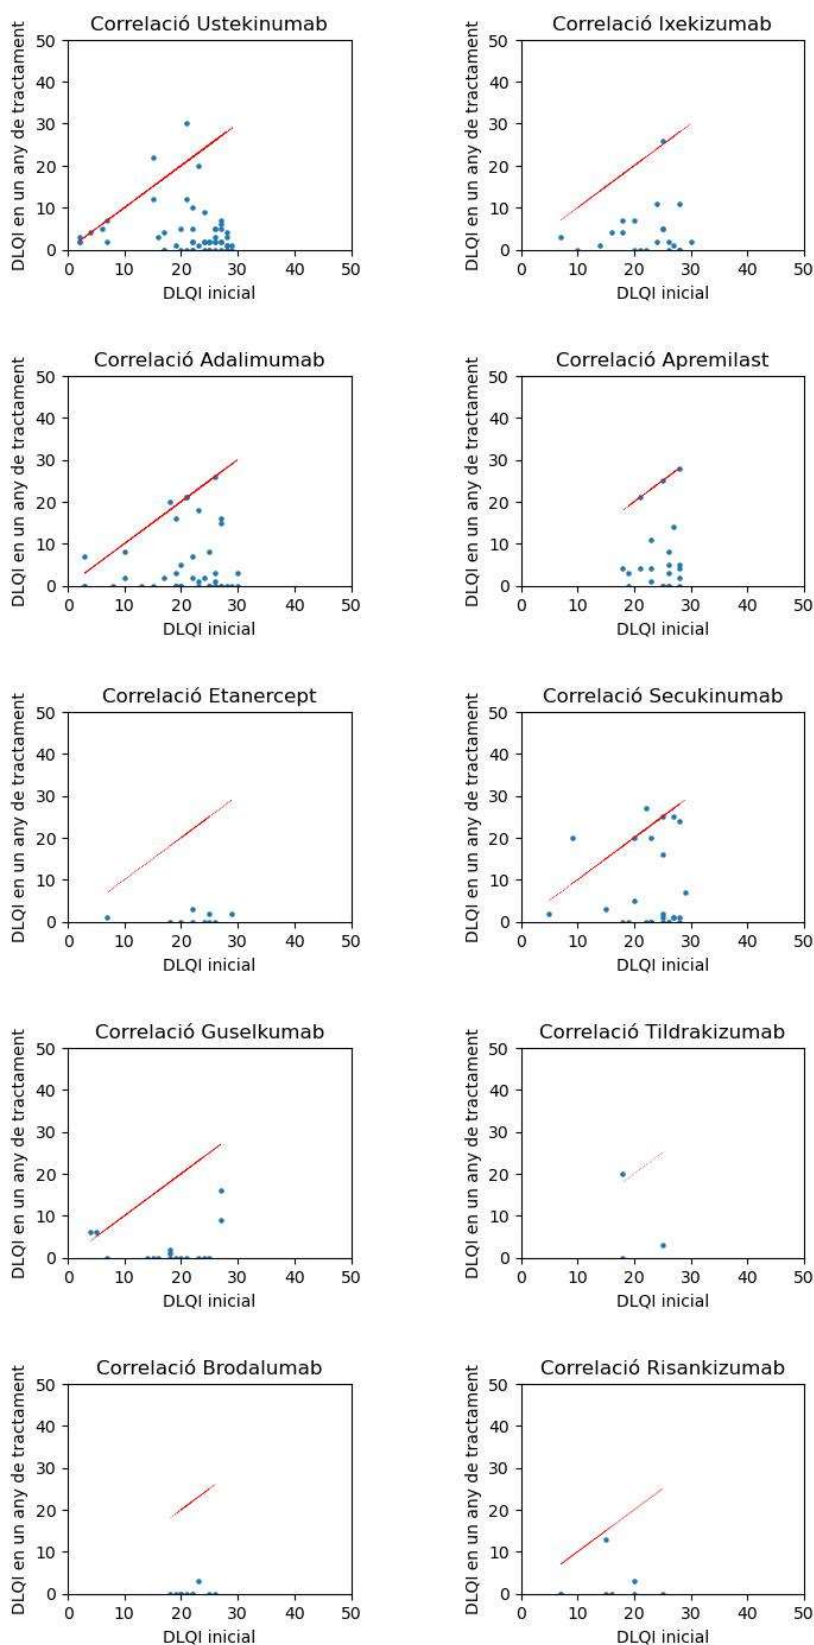 Correlació Ustekinumab
50
40
30
20
10
0
DLQI en un any de tractament
0 10 20 30 40 50
DLQI inicial
Correlació Ixekizumab
50
40
30
20
10
0
DLQI en un any de tractament
0 10 20 30 40 50
DLQI inicial
Correlació Adalimumab
50
40
30
20
10
0
DLQI en un any de tractament
0 10 20 30 40 50
DLQI inicial
Correlació Apremilast
50
40
30
20
10
0
DLQI en un any de tractament
0 10 20 30 40 50
DLQI inicial
Correlació Etanercept
50
40
30
20
10
0
DLQI en un any de tractament
0 10 20 30 40 50
DLQI inicial
Correlació Secukinumab
50
40
30
20
10
0
DLQI en un any de tractament
0 10 20 30 40 50
DLQI inicial
Correlació Guselkumab
50
40
30
20
10
0
DLQI en un any de tractament
0 10 20 30 40 50
DLQI inicial
Correlació Tildrakizumab
50
40
30
20
10
0
DLQI en un any de tractament
0 10 20 30 40 50
DLQI inicial
Correlació Brodalumab
50
40
30
20
10
0
DLQI en un any de tractament
0 10 20 30 40 50
DLQI inicial
Correlació Risankizumab
50
40
30
20
10
0
DLQI en un any de tractament
0 10 20 30 40 50
DLQI inicial